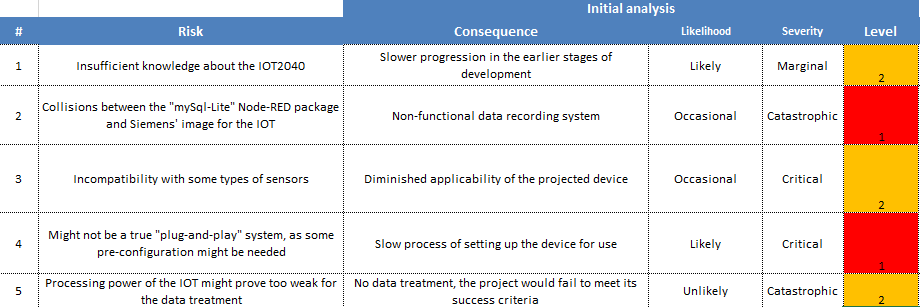 Initial analysis
# Risk Consequence Likelihood Severity Level
1 Insufficient knowledge about the IOT2040 Slower progression in the earlier stages of
development Likely Marginal 2
2 Collisions between the "mySql-Lite" Node-RED package
and Siemens' image for the IOT Non-functional data recording system Occasional Catastrophic 1
3 Incompatibility with some types of sensors Diminished applicability of the projected device Occasional Critical 2
4 Might not be a true "plug-and-play" system, as some
pre-configuration might be needed Slow process of setting up the device for use Likely Critical 1
5 Processing power of the IOT might prove too weak for
the data treatment No data treatment, the project would fail to meet its
success criteria Unlikely Catastrophic 2